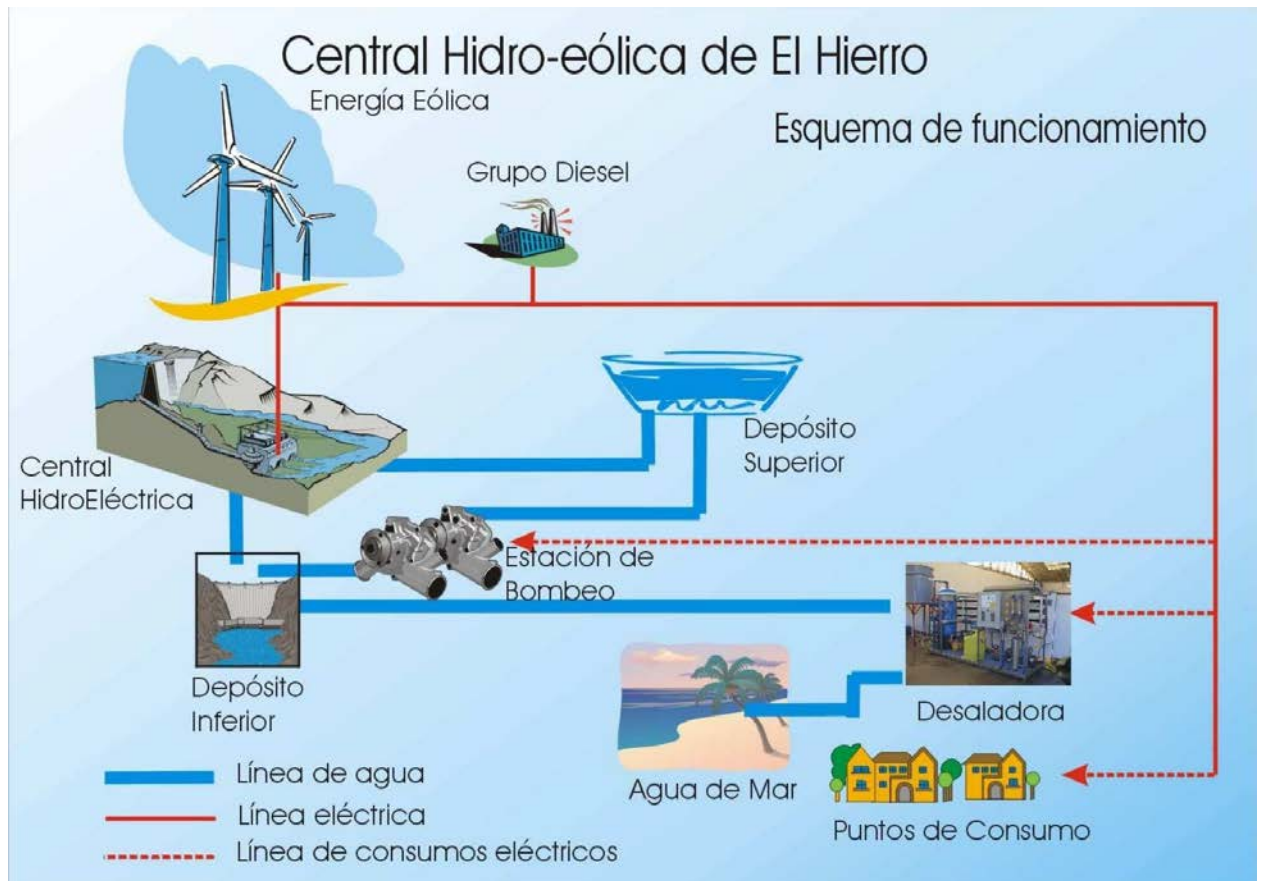 Central Hidro-eólica de El Hierro
Energía Eólica
Esquema de funcionamiento
Grupo Diesel
Depósito
Superior
Central
HidroEléctrica
Estación de
Bombeo
Depósito
Inferior
Desaladora
Agua de Mar
Puntos de Consumo
Línea de agua
Línea eléctrica
Línea de consumos eléctricos